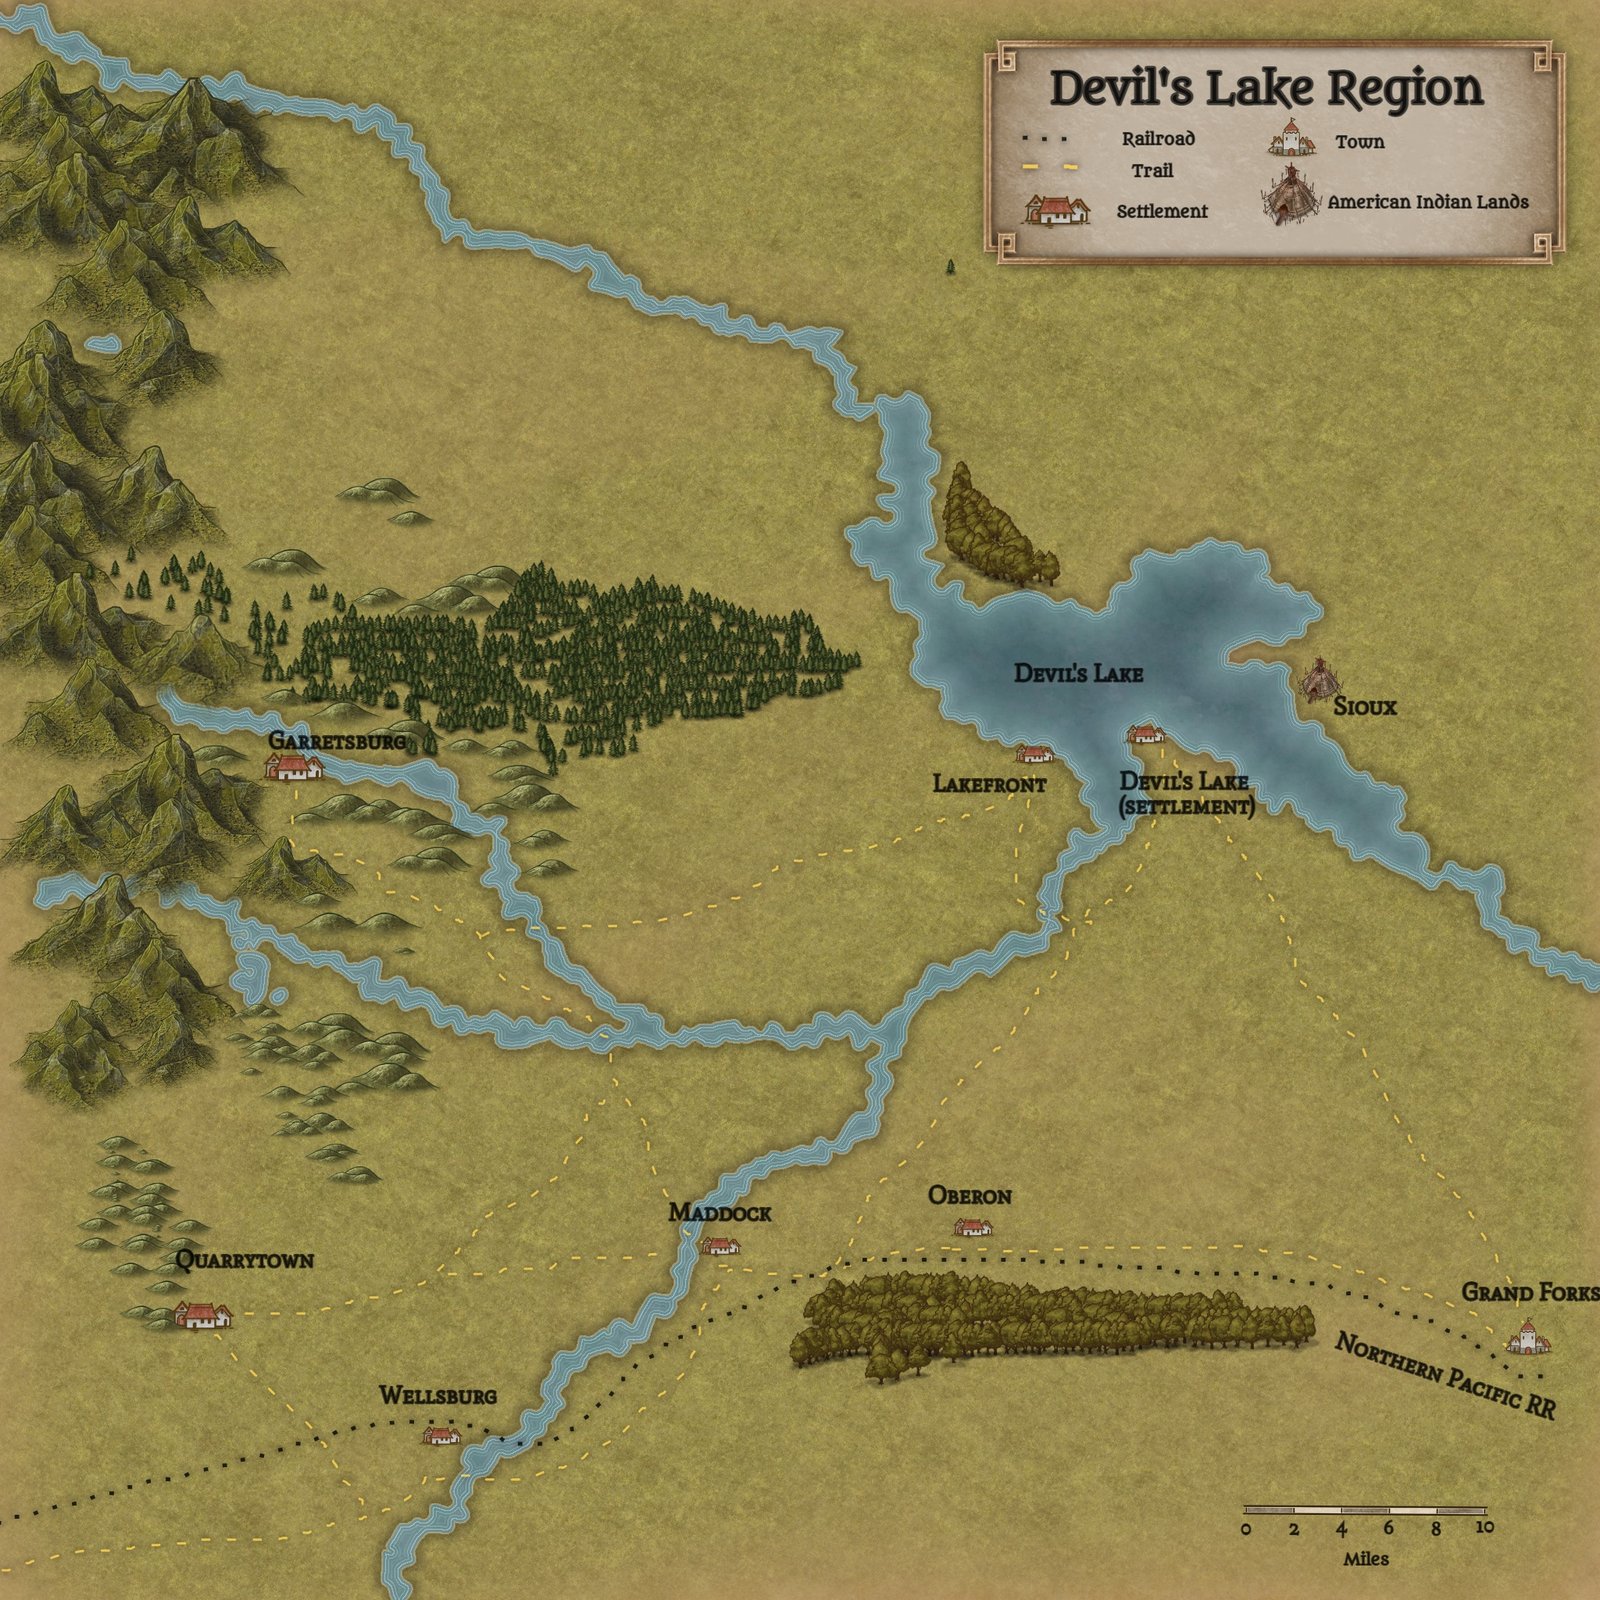 Devil's Lake Region
Railroad
Town
Trail
American Indian Lands
Settlement
Devil's Lake
Sioux
Garretsburg
Lakefront
Devil's Lake
(settlement)
Oberon
Maddock
Quarrytown
Grand Forks
Northern Pacific RR
Wellsburg
0 2 4 6 8 10
Miles